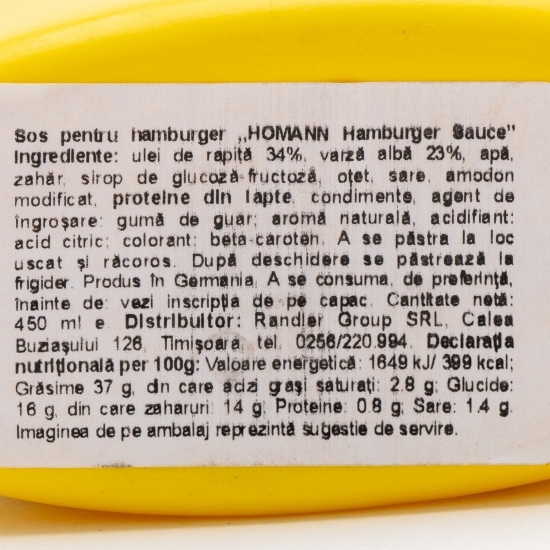 Sos pentru hamburger „HOMANN Hamburger Sauce”
Ingrediente: ulei de rapiță 34%, varză albă 23%, apă,
zahăr, sirop de glucoză-fructoză, oțet, sare, amodon
modificat, proteine din lapte, condimente, agent de
îngroșare: gumă de guar; aromă naturală, acidifiant:
acid citric; colorant: beta-caroten. A se păstra la loc
uscat și răcoros. După deschidere se păstrează la
frigider. Produs în Germania. A se consuma, de preferință,
înainte de: vezi inscripția de pe capac. Cantitate netă:
450 ml e. Distribuitor: Randler Group SRL, Calea
Buziașului 126, Timișoara, tel. 0256/220.994. Declarația
nutrițională per 100g: Valoare energetică: 1649 kJ/ 399 kcal;
Grăsime 37 g, din care acizi grași saturați: 2.8 g; Glucide:
16 g, din care zaharuri: 14 g; Proteine: 0.8 g; Sare: 1.4 g.
Imaginea de pe ambalaj reprezintă sugestie de servire.